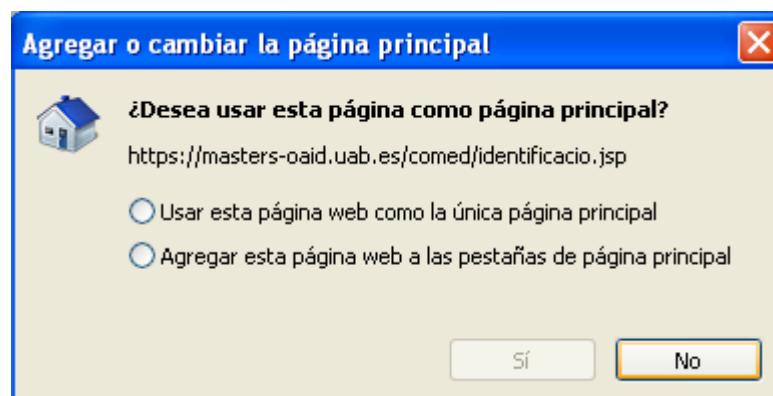 Agregar o cambiar la página principal
¿Desea usar esta página como página principal?
https://masters-oaid.uab.es/comed/identificacio.jsp
Usar esta página web como la única página principal
Agregar esta página web a las pestañas de página principal
Sí
No